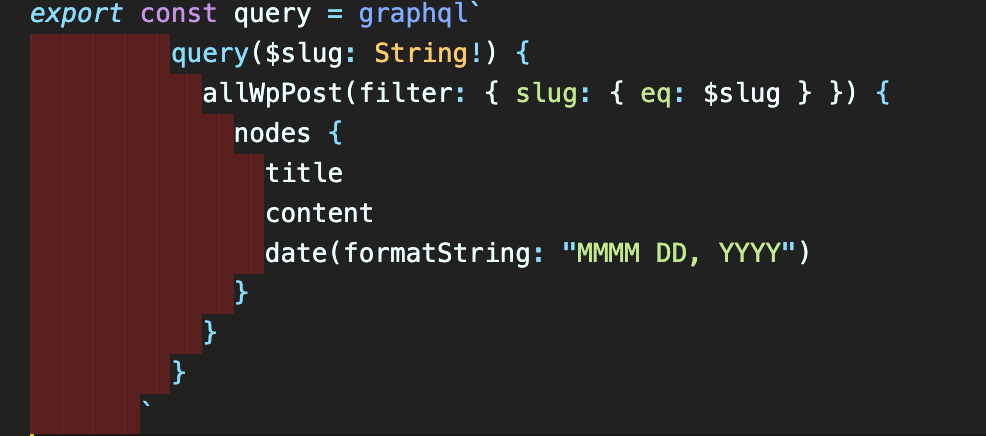 export const query = graphql`
query($slug: String!) {
allWpPost(filter: { slug: { eq: $slug } }) {
nodes {
title
content
date(formatString: "MMMM DD, YYYY")
}
}
}
`